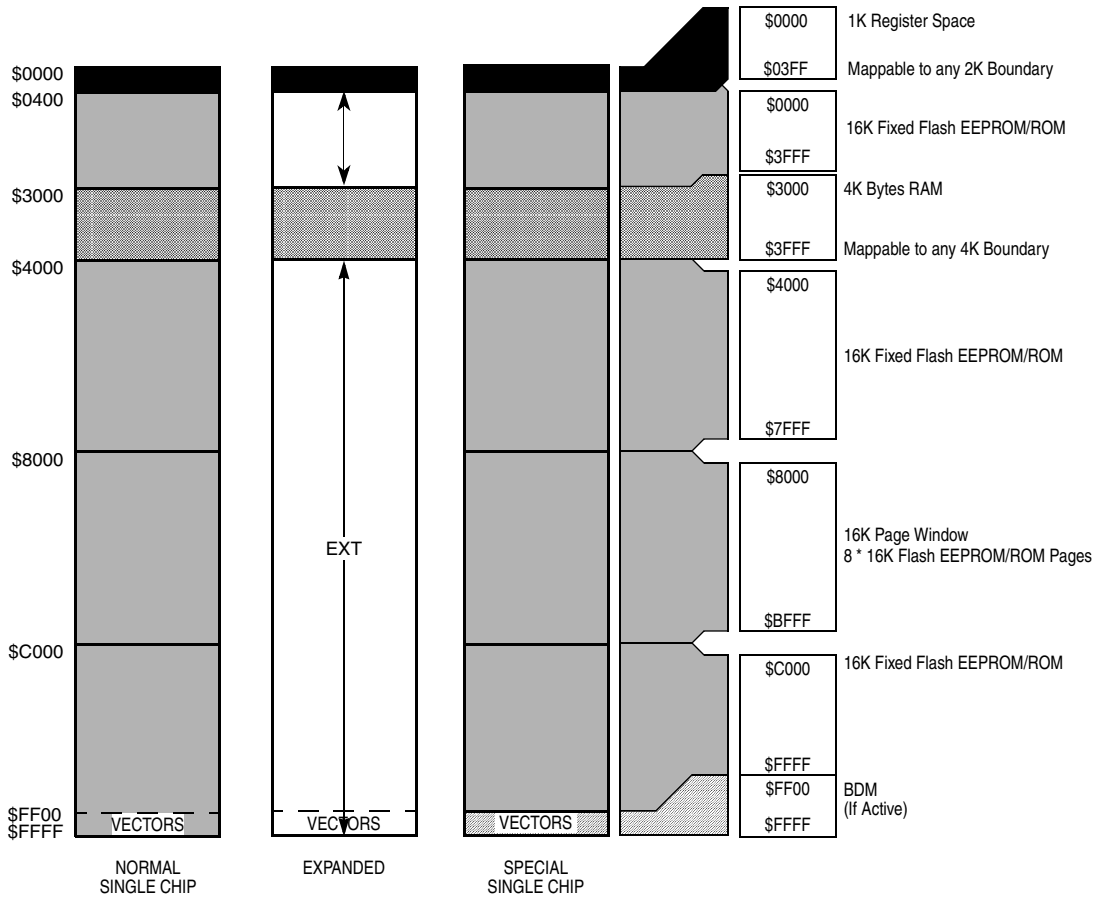 $0000
$0400
$3000
$4000
$8000
$C000
$FF00
$FFFF
VECTORS
NORMAL
SINGLE CHIP
EXT
VECTORS
EXPANDED
VECTORS
SPECIAL
SINGLE CHIP
$0000
1K Register Space
$03FF
Mappable to any 2K Boundary
$0000
16K Fixed Flash EEPROM/ROM
$3FFF
$3000
4K Bytes RAM
$3FFF
Mappable to any 4K Boundary
$4000
16K Fixed Flash EEPROM/ROM
$7FFF
$8000
16K Page Window
8 * 16K Flash EEPROM/ROM Pages
$BFFF
$C000
16K Fixed Flash EEPROM/ROM
$FFFF
$FF00
BDM
(If Active)
$FFFF